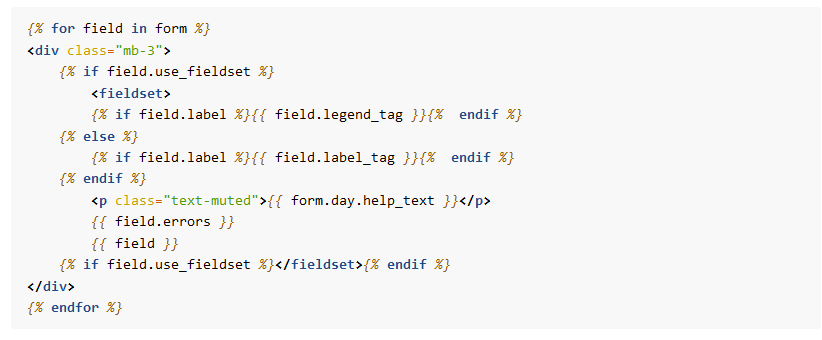 {% for field in form %}
<div class="mb-3">
    {% if field.use_fieldset %}
        <fieldset>
        {% if field.label %}{{ field.legend_tag }}{%  endif %}
    {% else %}
        {% if field.label %}{{ field.label_tag }}{%  endif %}
    {% endif %}
        <p class="text-muted">{{ form.day.help_text }}</p>
        {{ field.errors }}
        {{ field }}
    {% if field.use_fieldset %}</fieldset>{% endif %}
</div>
{% endfor %}